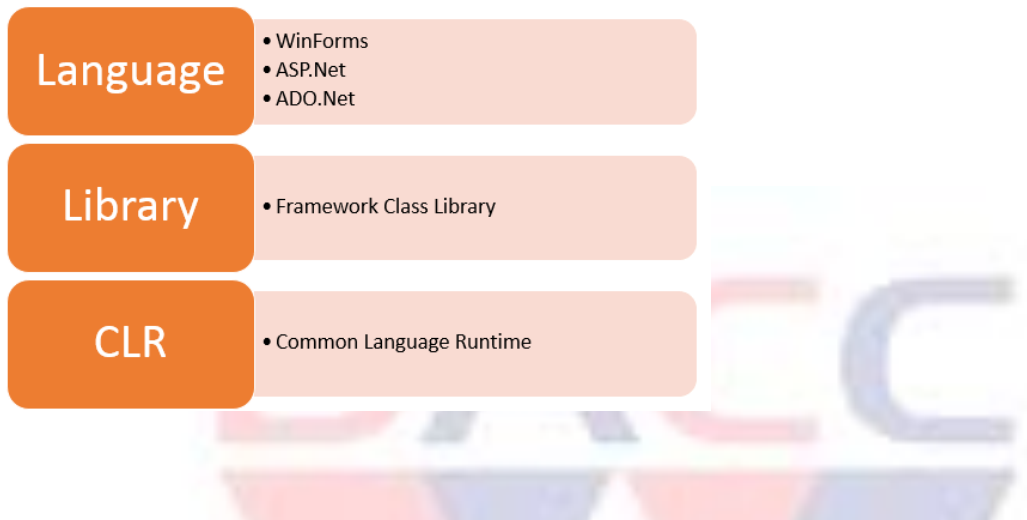 Language
• WinForms
• ASP.Net
• ADO.Net
Library
• Framework Class Library
CLR
• Common Language Runtime